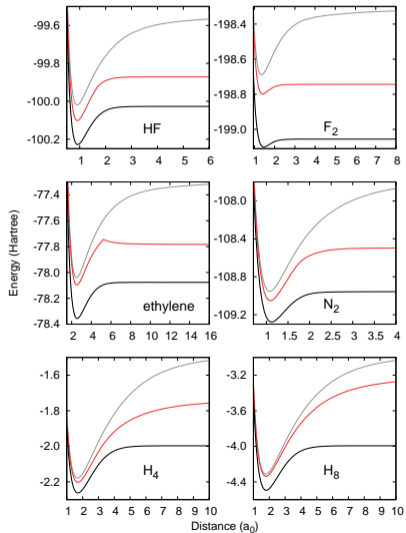 -99.6
-99.8
-100.0
-100.2
1 2 3 4 5 6
HF
-198.4
-198.6
-198.8
-199.0
1 2 3 4 5 6 7 8
F2
Energy (Hartree)
-77.4
-77.6
-77.8
-78.0
-78.2
-78.4
2 4 6 8 10 12 14 16
ethylene
-108.0
-108.4
-108.8
-109.2
1 1.5 2 2.5 3 3.5 4
N2
-1.4
-1.8
-2.2
1 2 3 4 5 6 7 8 9 10
H4
-3.2
-3.6
-4.0
-4.4
1 2 3 4 5 6 7 8 9 10
H8
Distance (a0)